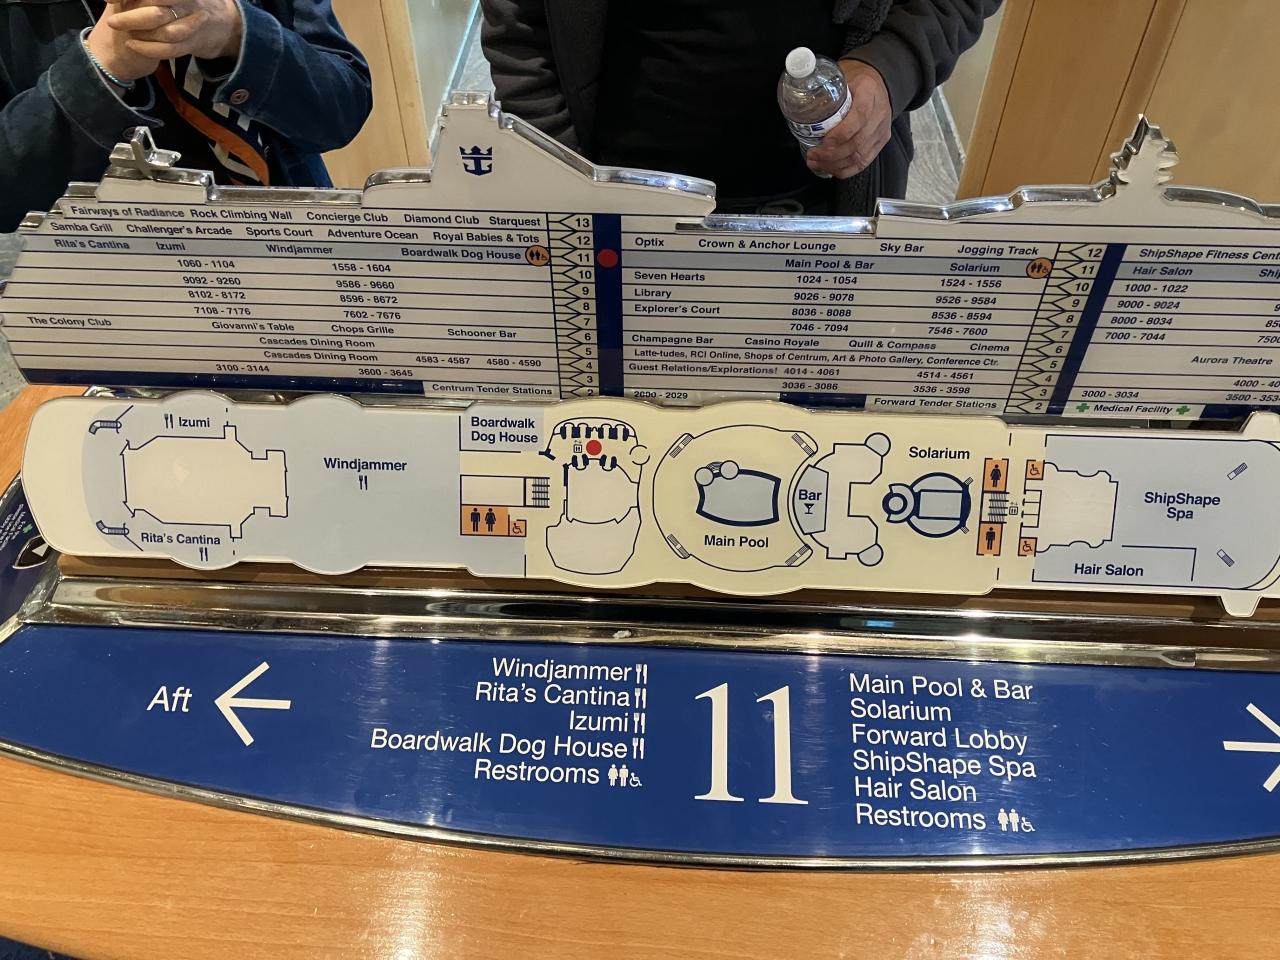 Fairways of Radiance Rock Climbing Wall Concierge Club Diamond Club Starquest 13
Samba Grill Challenger's Arcade Sports Court Adventure Ocean Royal Babies & Tots 12
Rita's Cantina Izumi Windjammer Boardwalk Dog House 11
1060 - 1104 1558 - 1604 10
9092 - 9260 9586 - 9660 9
8102 - 8172 8596 - 8672 8
7108 - 7176 7602 - 7676 7
The Colony Club Giovanni's Table Chops Grille Schooner Bar 6
Cascades Dining Room 5
Cascades Dining Room 4583 - 4587 4580 - 4590 4
3100 - 3144 3600 - 3645 3
Centrum Tender Stations 2
Optix Crown & Anchor Lounge Sky Bar Jogging Track 12
Main Pool & Bar Solarium 11
Seven Hearts 1024 - 1054 1524 - 1556 10
Library 9026 - 9078 9526 - 9584 9
Explorer's Court 8036 - 8088 8536 - 8594 8
7046 - 7094 7546 - 7600 7
Champagne Bar Casino Royale Quill & Compass Cinema 6
Latte-tudes, RCI Online, Shops of Centrum, Art & Photo Gallery, Conference Ctr. 5
Guest Relations/Explorations! 4014 - 4061 4514 - 4561 4
3036 - 3086 3536 - 3598 3
2000 - 2029 Forward Tender Stations 2
ShipShape Fitness
Hair Salon
1000 - 1022
9000 - 9024
8000 - 8034
7000 - 7044
Aurora Theatre
3000 - 3034
Medical Facility
Izumi
Windjammer
Rita's Cantina
Boardwalk
Dog House
Main Pool
Bar
Solarium
ShipShape
Spa
Hair Salon
Aft
Windjammer
Rita's Cantina
Izumi
Boardwalk Dog House
Restrooms
11
Main Pool & Bar
Solarium
Forward Lobby
ShipShape Spa
Hair Salon
Restrooms